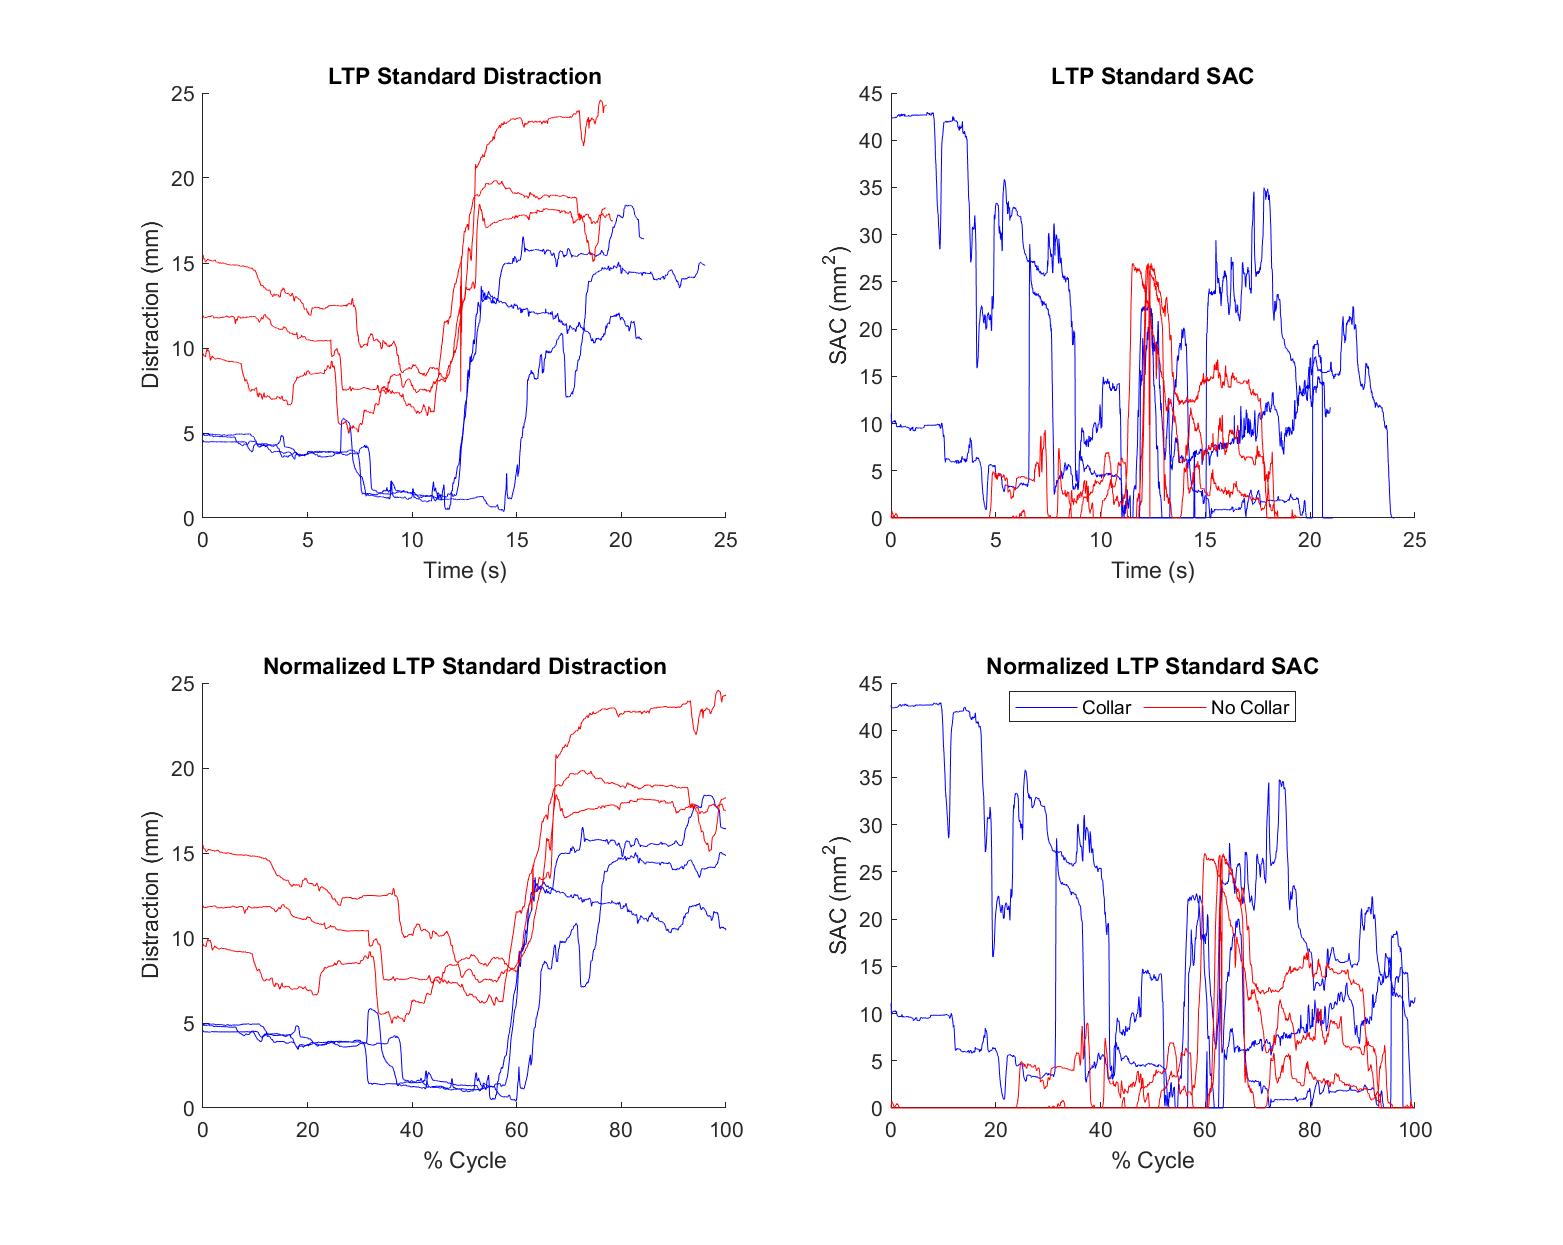 LTP Standard Distraction
25
20
15
10
5
0
0 5 10 15 20 25
Distraction (mm)
Time (s)
LTP Standard SAC
45
40
35
30
25
20
15
10
5
0
0 5 10 15 20 25
SAC (mm²)
Time (s)
Normalized LTP Standard Distraction
25
20
15
10
5
0
0 20 40 60 80 100
Distraction (mm)
% Cycle
Normalized LTP Standard SAC
Collar No Collar
45
40
35
30
25
20
15
10
5
0
0 20 40 60 80 100
SAC (mm²)
% Cycle